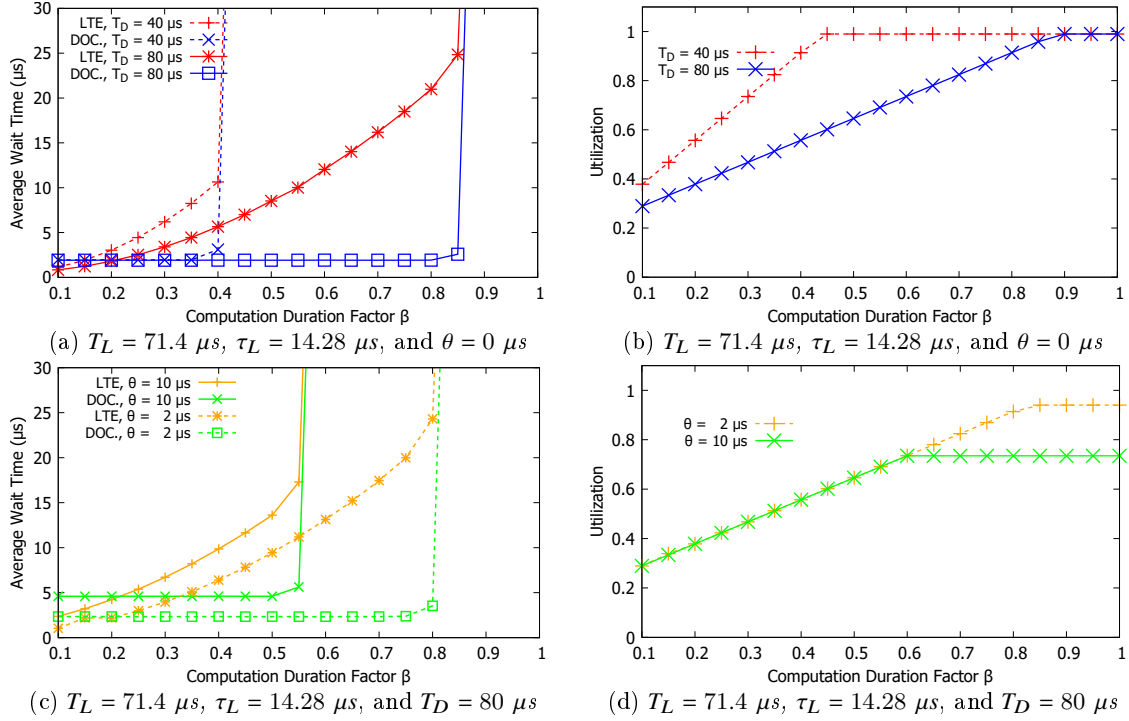 Average Wait Time (μs)
30
25
20
15
10
5
0
LTE, T_D = 40 μs
DOC., T_D = 40 μs
LTE, T_D = 80 μs
DOC., T_D = 80 μs
0.1 0.2 0.3 0.4 0.5 0.6 0.7 0.8 0.9 1
Computation Duration Factor β
(a) T_L = 71.4 μs, τ_L = 14.28 μs, and θ = 0 μs
Utilization
1
0.8
0.6
0.4
0.2
0
T_D = 40 μs
T_D = 80 μs
0.1 0.2 0.3 0.4 0.5 0.6 0.7 0.8 0.9 1
Computation Duration Factor β
(b) T_L = 71.4 μs, τ_L = 14.28 μs, and θ = 0 μs
Average Wait Time (μs)
30
25
20
15
10
5
0
LTE, θ = 10 μs
DOC., θ = 10 μs
LTE, θ = 2 μs
DOC., θ = 2 μs
0.1 0.2 0.3 0.4 0.5 0.6 0.7 0.8 0.9 1
Computation Duration Factor β
(c) T_L = 71.4 μs, τ_L = 14.28 μs, and T_D = 80 μs
Utilization
1
0.8
0.6
0.4
0.2
0
θ = 2 μs
θ = 10 μs
0.1 0.2 0.3 0.4 0.5 0.6 0.7 0.8 0.9 1
Computation Duration Factor β
(d) T_L = 71.4 μs, τ_L = 14.28 μs, and T_D = 80 μs